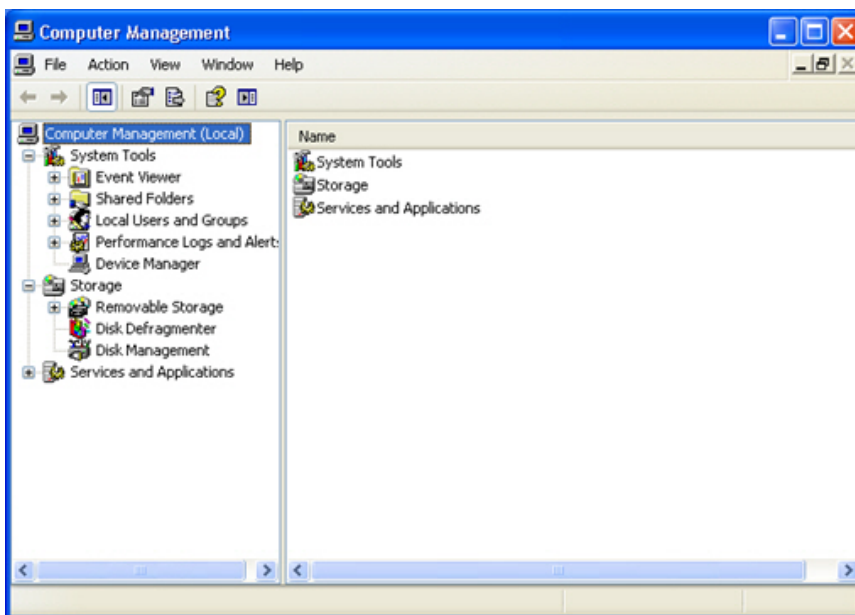 Computer Management
File Action View Window Help
Computer Management (Local)
System Tools
Event Viewer
Shared Folders
Local Users and Groups
Performance Logs and Alert
Device Manager
Storage
Removable Storage
Disk Defragmenter
Disk Management
Services and Applications
Name
System Tools
Storage
Services and Applications